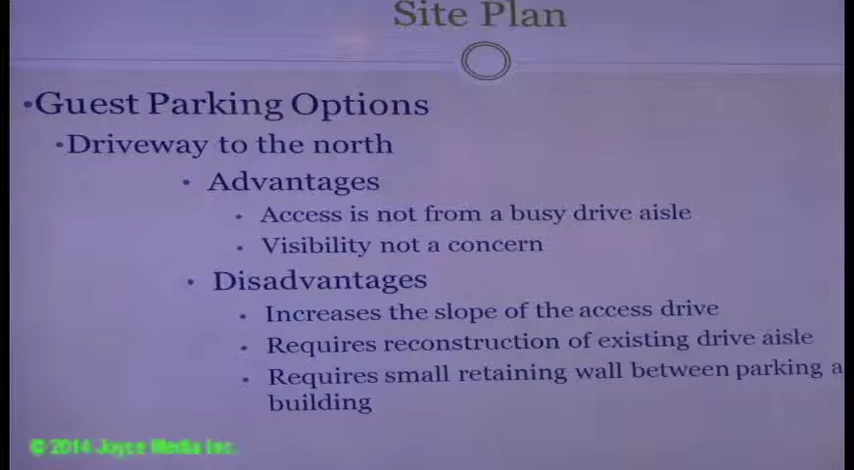 Site Plan
•Guest Parking Options
•Driveway to the north
• Advantages
• Access is not from a busy drive aisle
• Visibility not a concern
• Disadvantages
• Increases the slope of the access drive
• Requires reconstruction of existing drive aisle
• Requires small retaining wall between parking a
building
© 2014 Joyce Media Inc.